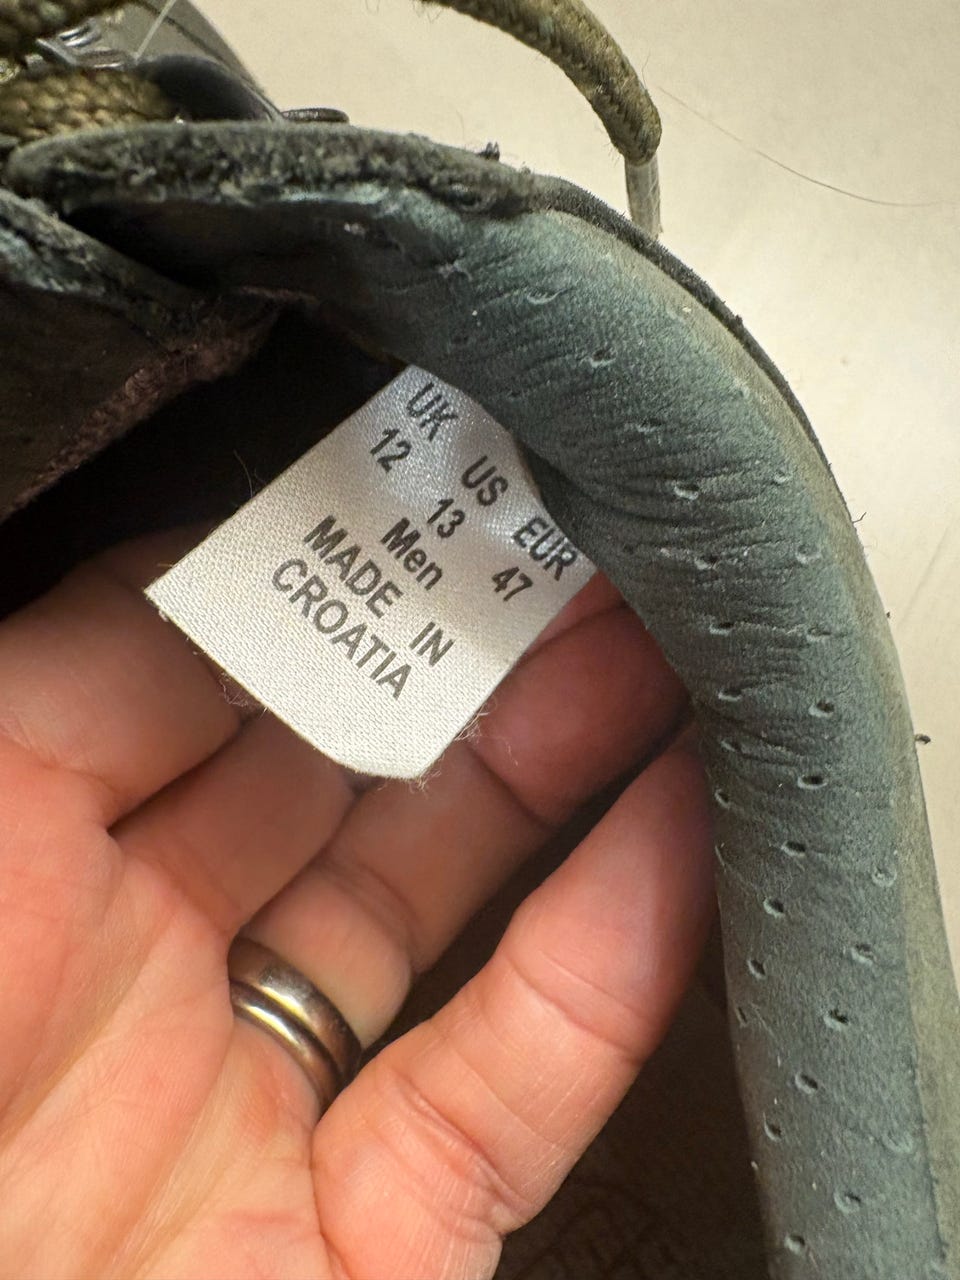 UK US EUR
12 13 47
Men
MADE IN
CROATIA